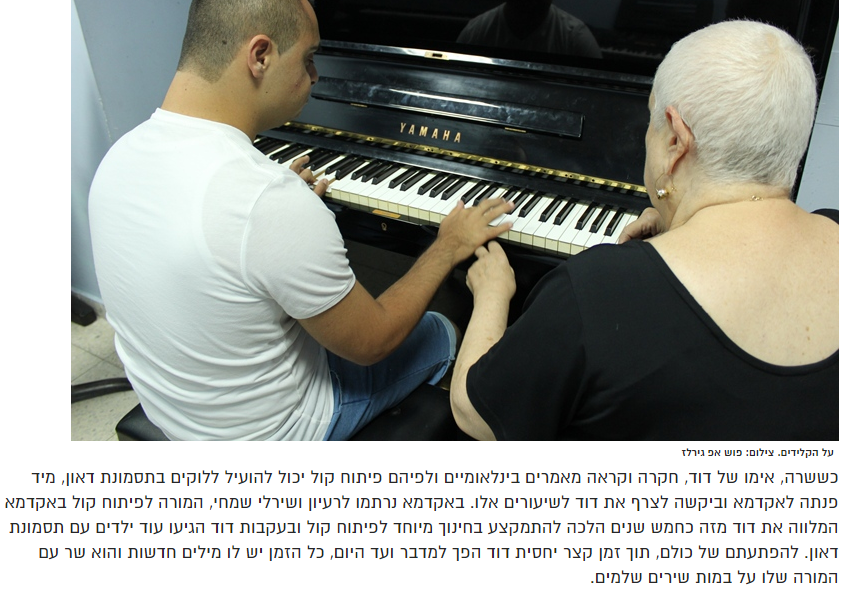 YAMAHA
על הקלידים. צילום: פוש אפ גירלז
כששרה, אימו של דוד, חקרה וקראה מאמרים בינלאומיים ולפיהם פיתוח קול יכול להועיל ללוקים בתסמונת דאון, מיד
פנתה לאקדמא וביקשה לצרף את דוד לשיעורים אלו. באקדמא נרתמו לרעיון ושירלי שמחי, המורה לפיתוח קול באקדמא
המלווה את דוד מזה כחמש שנים הלכה להתמקצע בחינוך מיוחד לפיתוח קול ובעקבות דוד הגיעו עוד ילדים עם תסמונת
דאון. להפתעתם של כולם, תוך זמן קצר יחסית דוד הפך למדבר ועד היום, כל הזמן יש לו מילים חדשות והוא שר עם
המורה שלו על במות שירים שלמים.